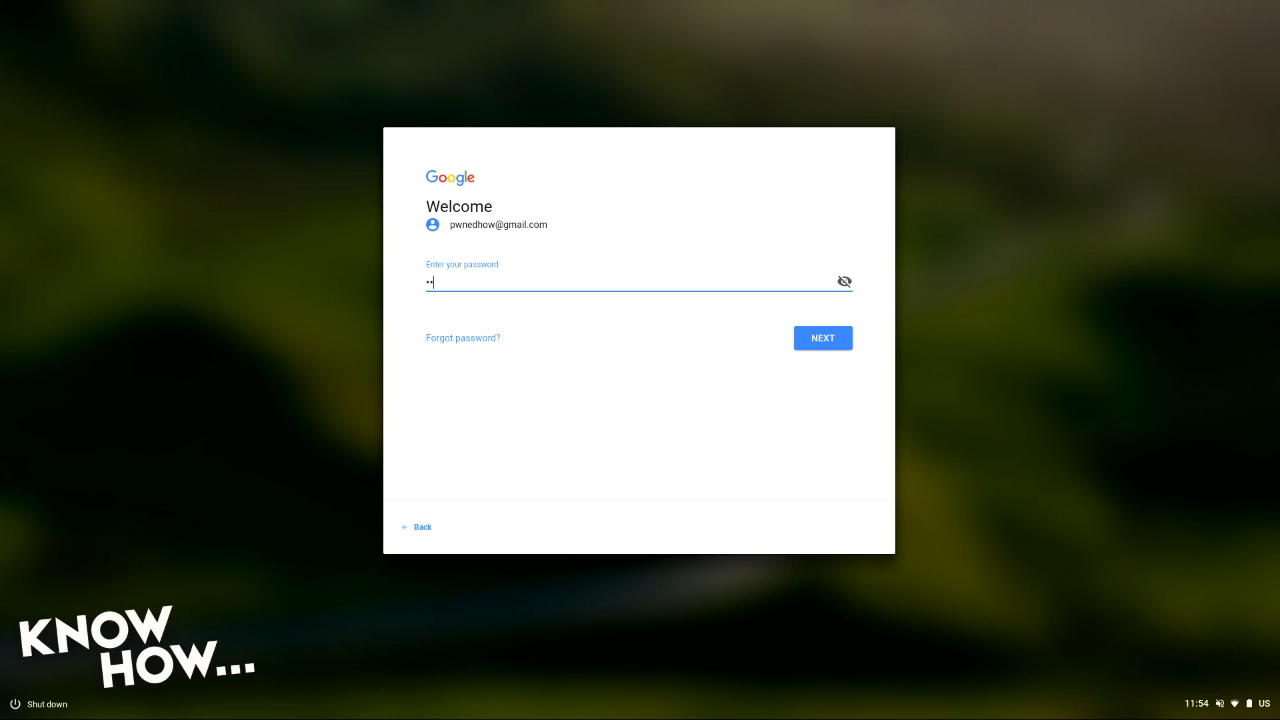 Google
Welcome
pwnedhow@gmail.com
Enter your password
••
Forgot password?
NEXT
Back
KNOW
HOW...
Shut down
11:54
US